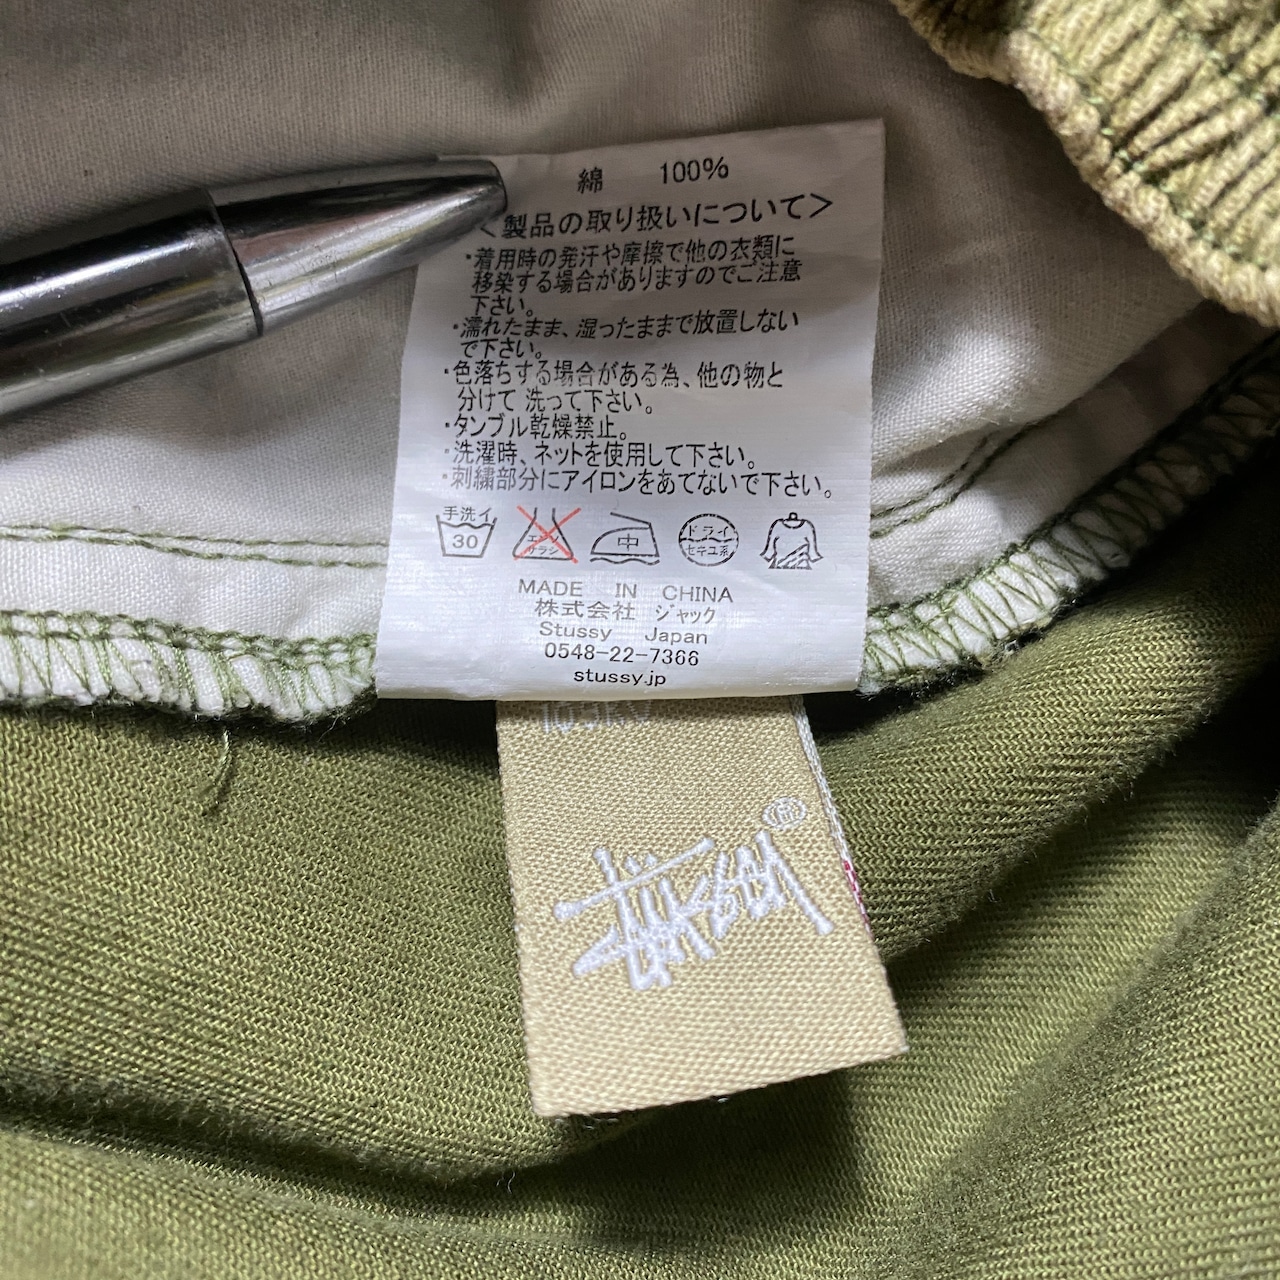 綿 100%
<製品の取り扱いについて>
・着用時の発汗や摩擦で他の衣類に
移染する場合がありますのでご注意
下さい。
・濡れたまま、湿ったままで放置しない
で下さい。
・色落ちする場合がある為、他の物と
分けて 洗って下さい。
・タンブル乾燥禁止。
・洗濯時、ネットを使用して下さい。
・刺繍部分にアイロンをあてないで下さい。
手洗イ
30
エンソ
サラシ
中
ドライ
セキユ系
MADE IN CHINA
株式会社 ジャック
Stussy Japan
0548-22-7366
stussy.jp
Stüssy ®